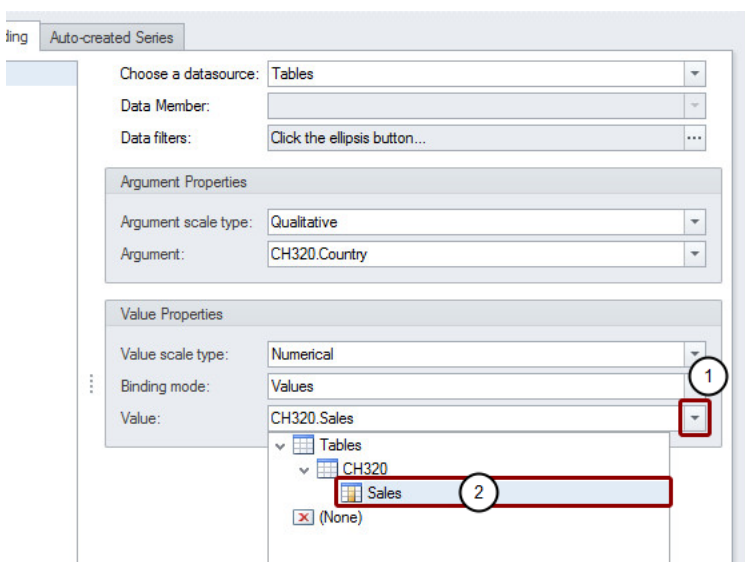 ding Auto-created Series
Choose a datasource: Tables
Data Member:
Data filters: Click the ellipsis button...
Argument Properties
Argument scale type: Qualitative
Argument: CH320.Country
Value Properties
Value scale type: Numerical
1
Binding mode: Values
Value: CH320.Sales
Tables
CH320
Sales 2
(None)